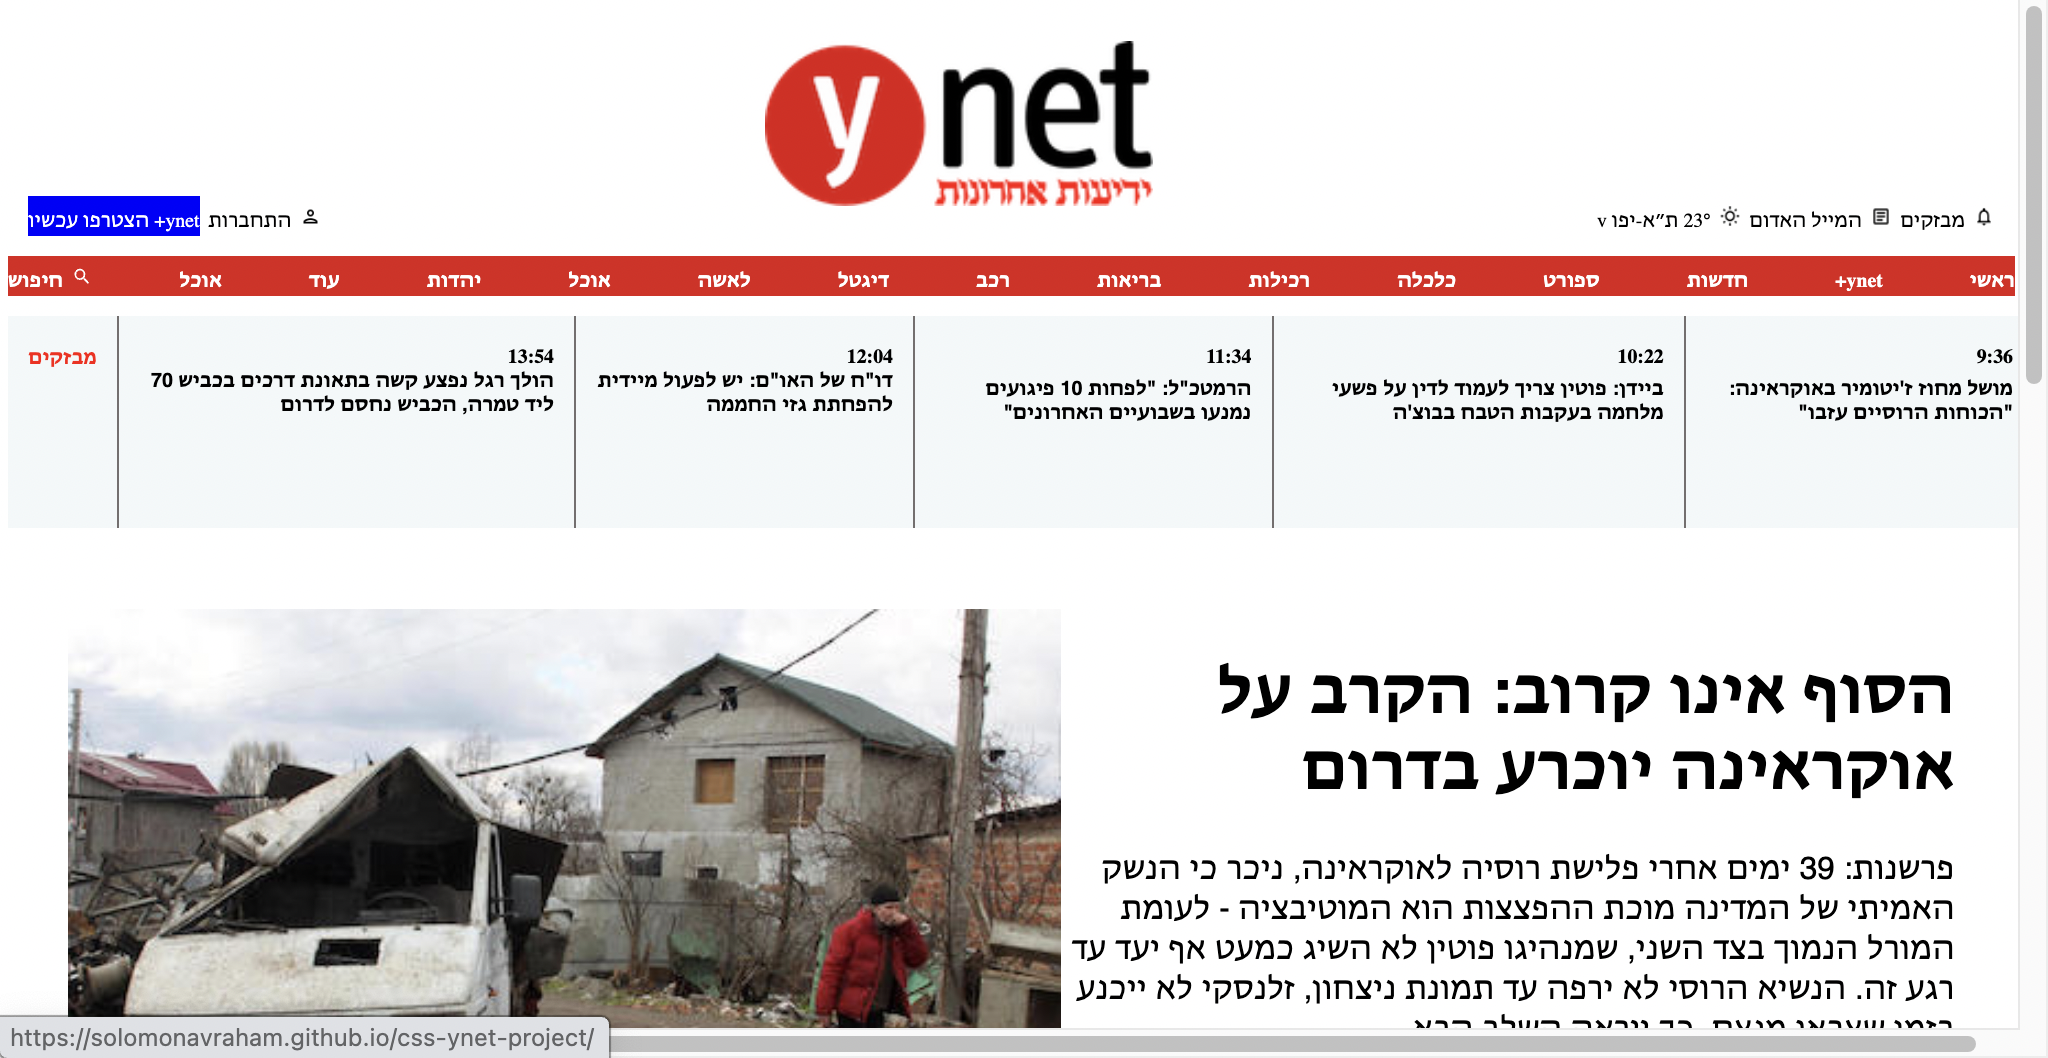 ynet
ידיעות אחרונות
מבזקים המייל האדום 23° ת״א-יפו v
התחברות ynet+ הצטרפו עכשיו
ראשי ynet+ חדשות ספורט כלכלה רכילות בריאות רכב דיגטל לאשה אוכל יהדות עוד אוכל חיפוש
9:36
מושל מחוז ז'יטומיר באוקראינה:
"הכוחות הרוסיים עזבו"
10:22
ביידן: פוטין צריך לעמוד לדין על פשעי
מלחמה בעקבות הטבח בבוצ'ה
11:34
הרמטכ"ל: "לפחות 10 פיגועים
נמנעו בשבועיים האחרונים"
12:04
דו"ח של האו"ם: יש לפעול מיידית
להפחתת גזי החממה
13:54
הולך רגל נפצע קשה בתאונת דרכים בכביש 70
ליד טמרה, הכביש נחסם לדרום
מבזקים
הסוף אינו קרוב: הקרב על
אוקראינה יוכרע בדרום
פרשנות: 39 ימים אחרי פלישת רוסיה לאוקראינה, ניכר כי הנשק
האמיתי של המדינה מוכת ההפצצות הוא המוטיבציה - לעומת
המורל הנמוך בצד השני, שמנהיגו פוטין לא השיג כמעט אף יעד עד
רגע זה. הנשיא הרוסי לא ירפה עד תמונת ניצחון, זלנסקי לא ייכנע
https://solomonavraham.github.io/css-ynet-project/